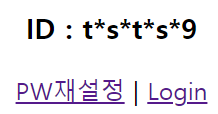 ID : t*s*t*s*9
PW재설정 | Login